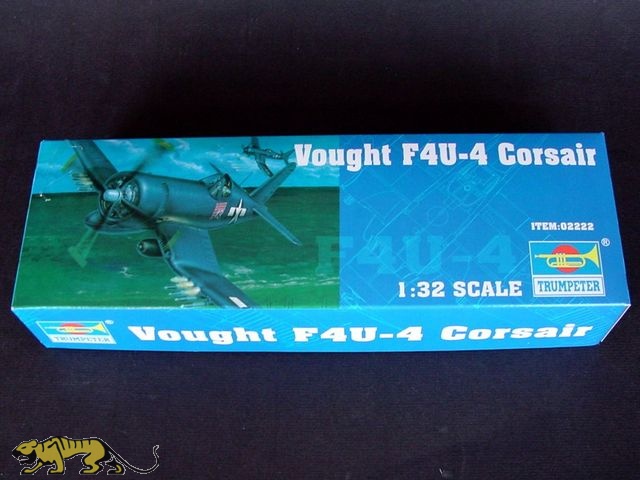 Vought F4U-4 Corsair
ITEM:02222
F4U-4
1:32 SCALE
®
TRUMPETER
®
TRUMPETER
Vought F4U-4 Corsair